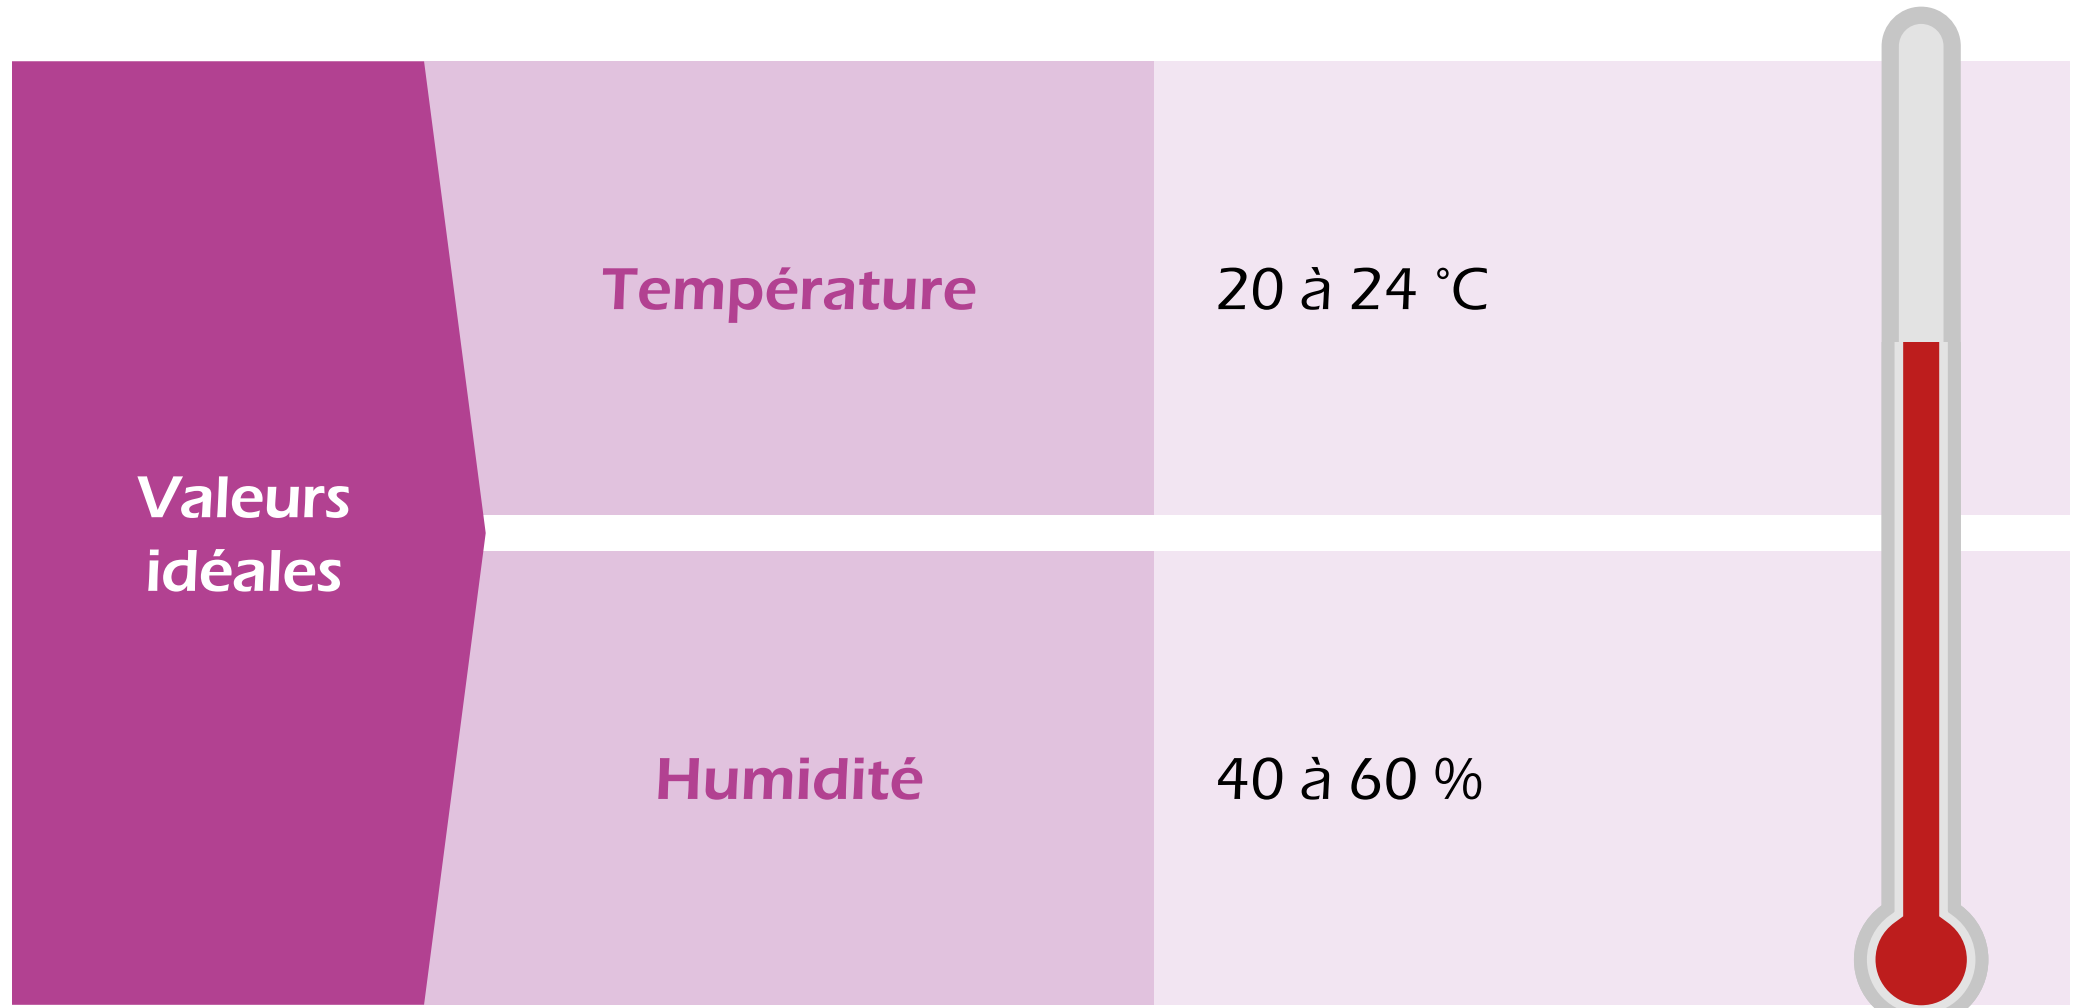 Valeurs
idéales
Température
20 à 24 °C
Humidité
40 à 60 %